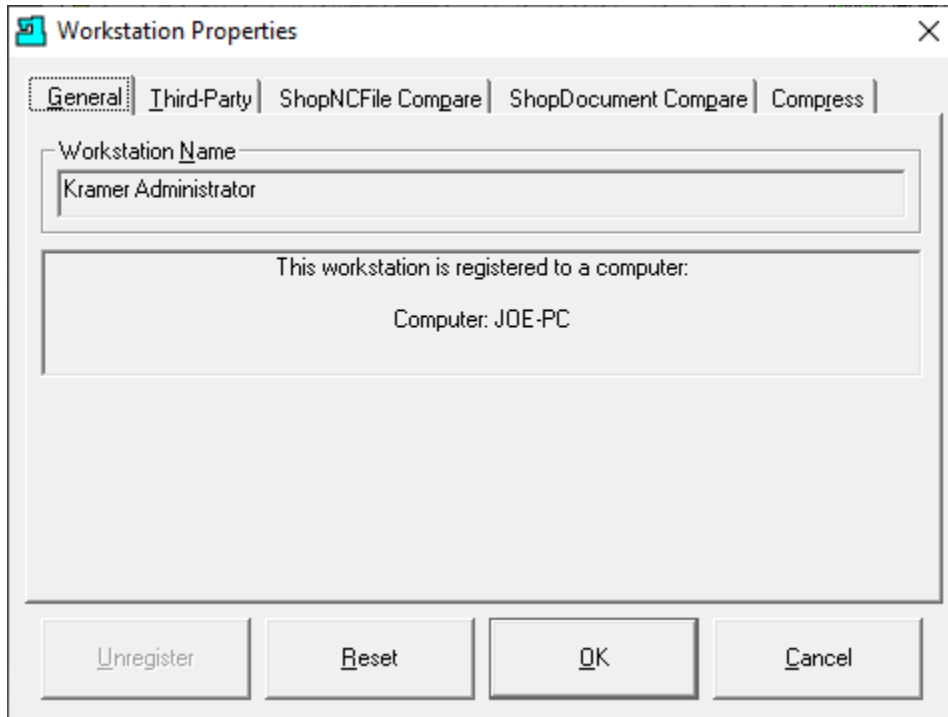 Workstation Properties
General Third-Party ShopNCFile Compare ShopDocument Compare Compress
Workstation Name
Kramer Administrator
This workstation is registered to a computer:
Computer: JOE-PC
Unregister Reset OK Cancel